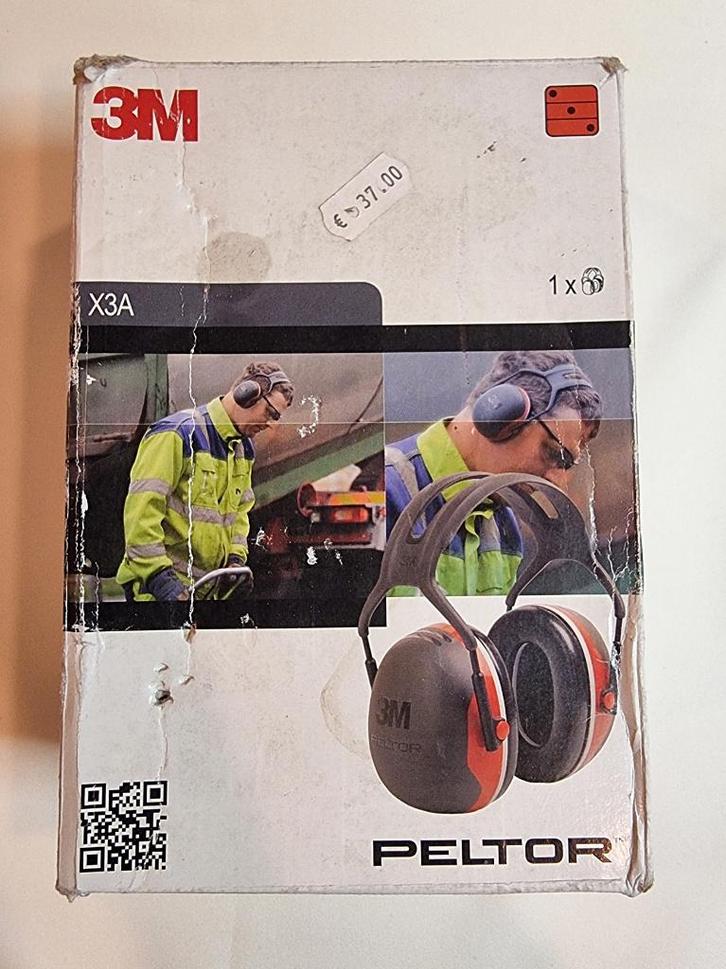 3M
€ 37.00
1 x
X3A
3M
PELTOR
PELTOR